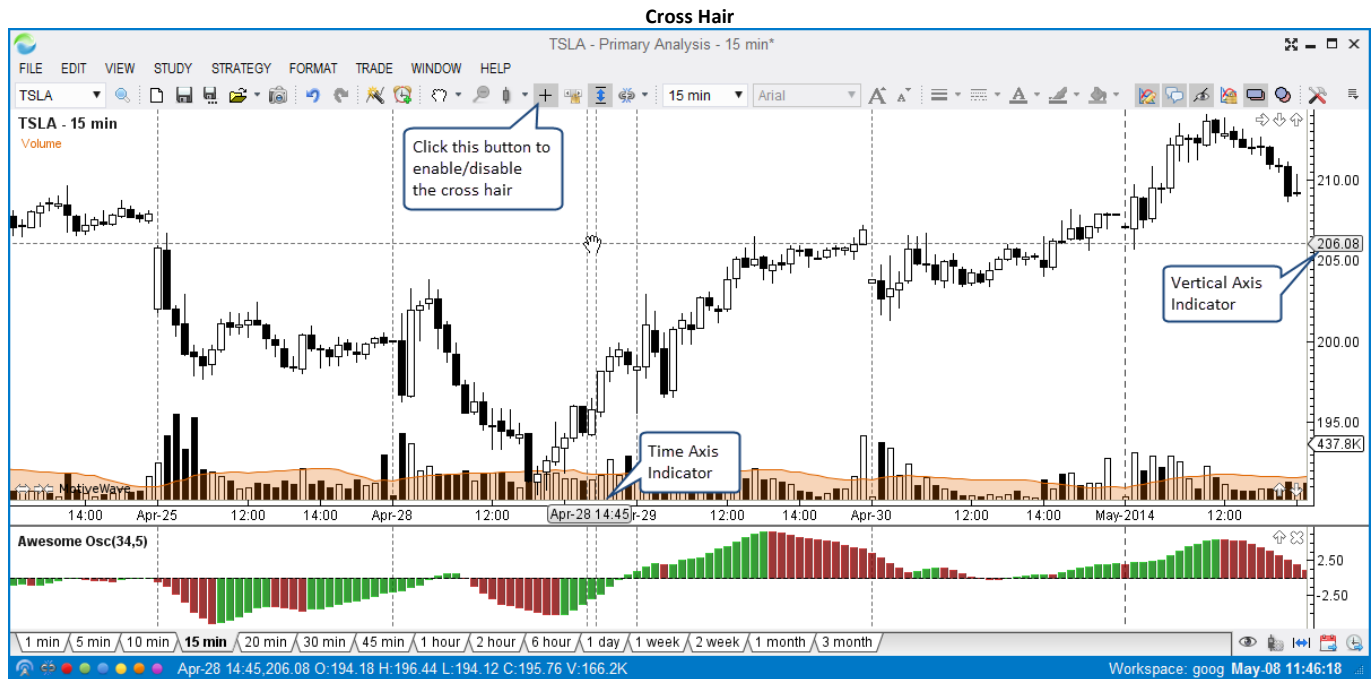 Cross Hair
TSLA - Primary Analysis - 15 min*
FILE EDIT VIEW STUDY STRATEGY FORMAT TRADE WINDOW HELP
TSLA 15 min Arial A A A
TSLA - 15 min
Volume
Click this button to
enable/disable
the cross hair
210.00
206.08
205.00
Vertical Axis
Indicator
200.00
195.00
437.8K
Time Axis
Indicator
MotiveWave
14:00 Apr-25 12:00 14:00 Apr-28 12:00 Apr-28 14:45 r-29 12:00 14:00 Apr-30 12:00 14:00 May-2014 12:00
Awesome Osc(34,5)
2.50
-2.50
1 min 5 min 10 min 15 min 20 min 30 min 45 min 1 hour 2 hour 6 hour 1 day 1 week 2 week 1 month 3 month
Apr-28 14:45,206.08 O:194.18 H:196.44 L:194.12 C:195.76 V:166.2K Workspace: goog May-08 11:46:18